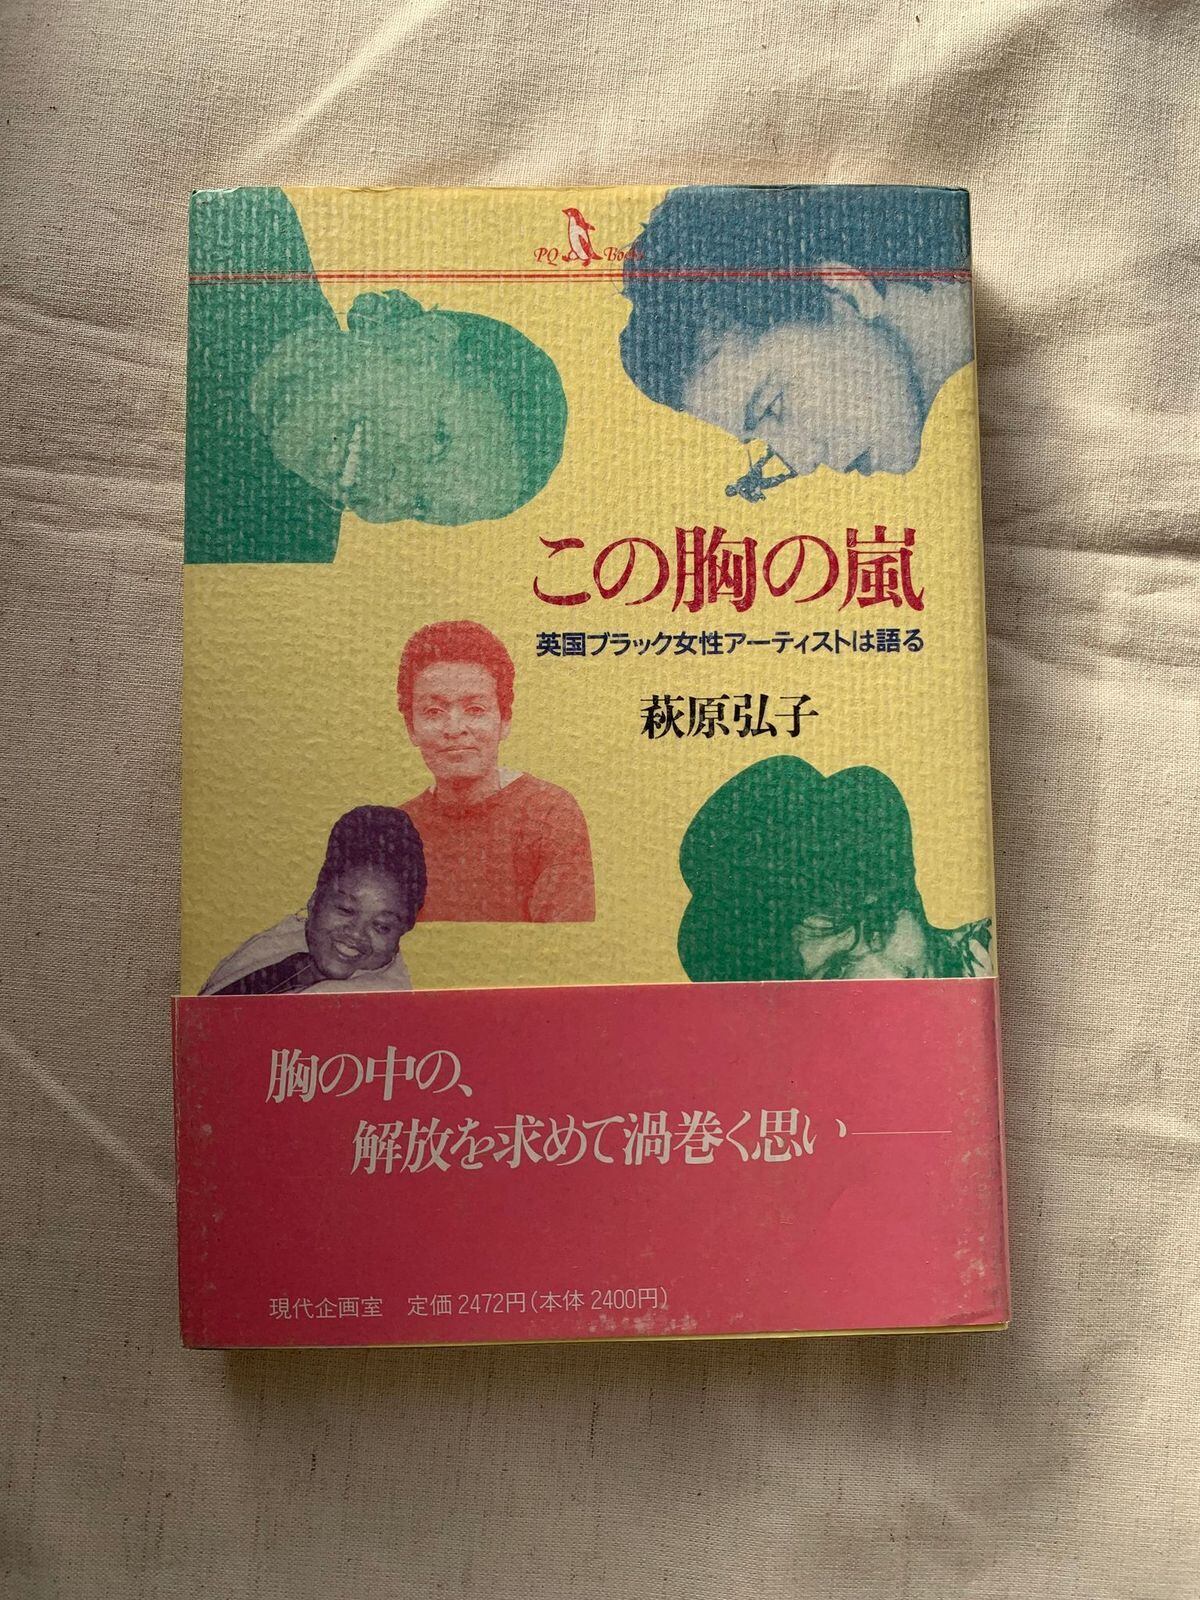 PQ Books
この胸の嵐
英国ブラック女性アーティストは語る
萩原弘子
胸の中の、
解放を求めて渦巻く思い――
現代企画室 定価2472円(本体2400円)